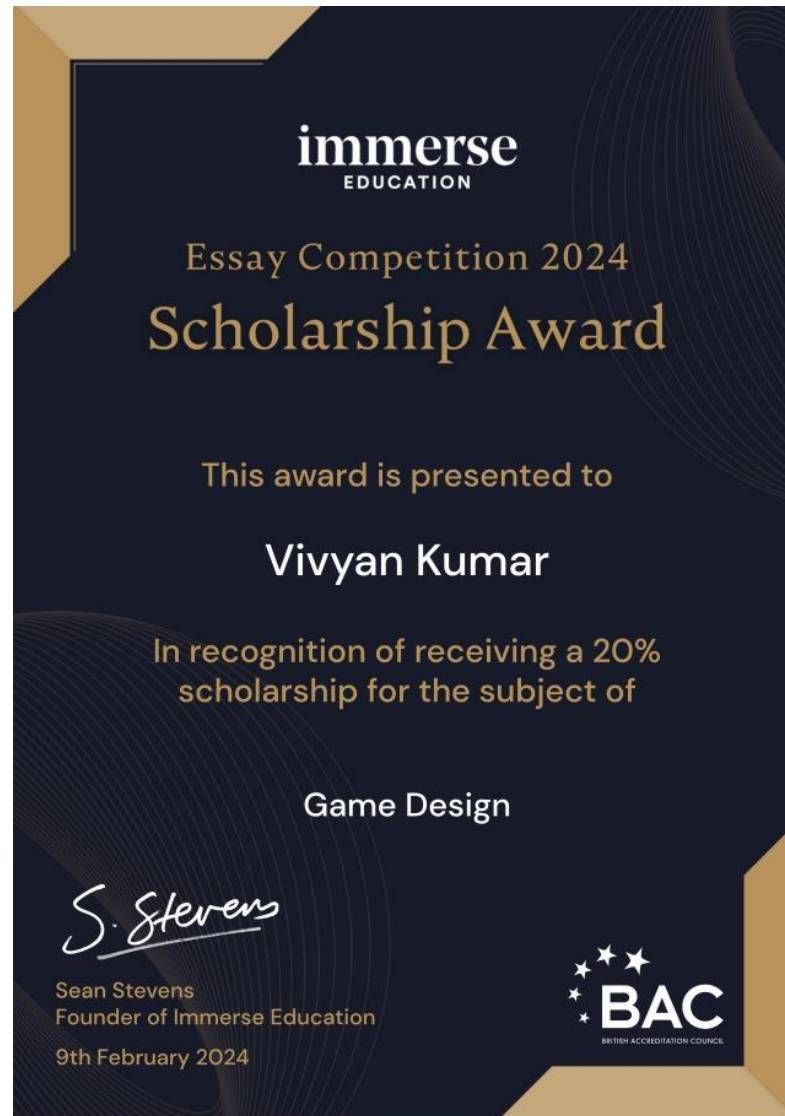 immerse
EDUCATION
Essay Competition 2024
Scholarship Award
This award is presented to
Vivyan Kumar
In recognition of receiving a 20%
scholarship for the subject of
Game Design
S. Stevens
Sean Stevens
Founder of Immerse Education
9th February 2024
BAC
BRITISH ACCREDITATION COUNCIL